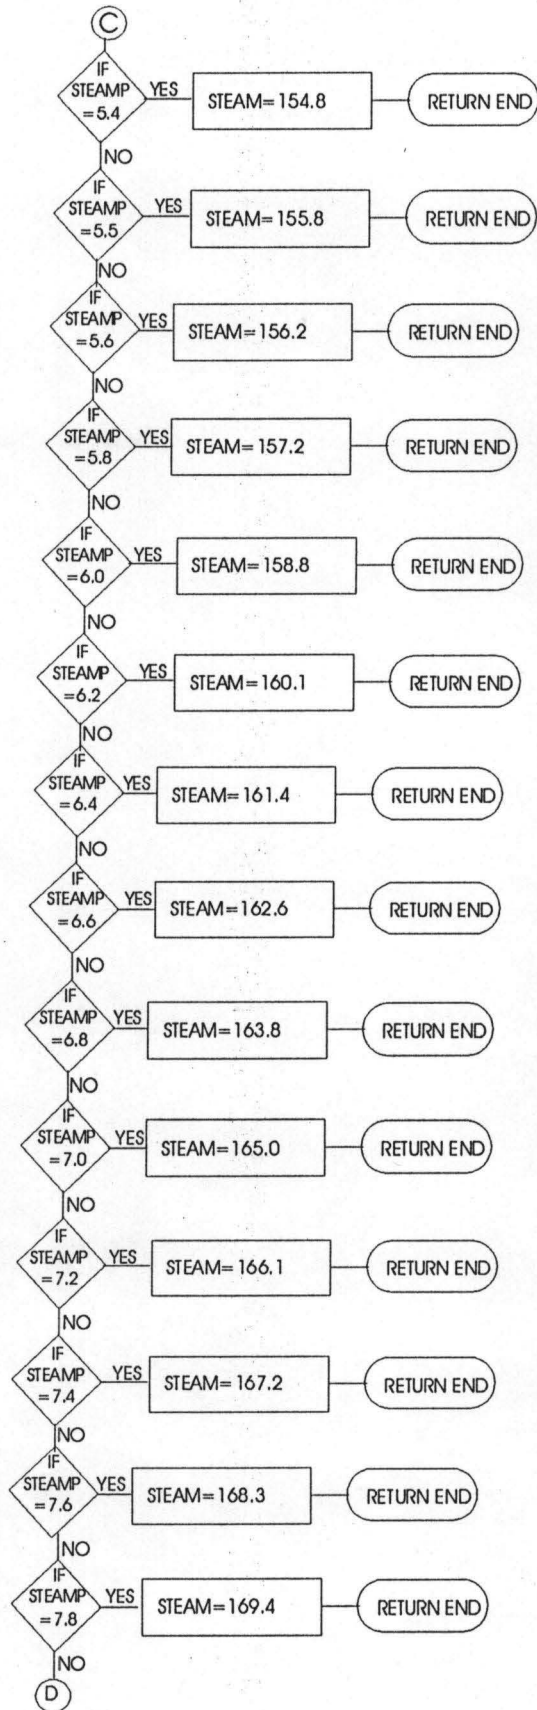 C
IF
STEAMP
=5.4
YES
STEAM=154.8
RETURN END
NO
IF
STEAMP
=5.5
YES
STEAM=155.8
RETURN END
NO
IF
STEAMP
=5.6
YES
STEAM=156.2
RETURN END
NO
IF
STEAMP
=5.8
YES
STEAM=157.2
RETURN END
NO
IF
STEAMP
=6.0
YES
STEAM=158.8
RETURN END
NO
IF
STEAMP
=6.2
YES
STEAM=160.1
RETURN END
NO
IF
STEAMP
=6.4
YES
STEAM=161.4
RETURN END
NO
IF
STEAMP
=6.6
YES
STEAM=162.6
RETURN END
NO
IF
STEAMP
=6.8
YES
STEAM=163.8
RETURN END
NO
IF
STEAMP
=7.0
YES
STEAM=165.0
RETURN END
NO
IF
STEAMP
=7.2
YES
STEAM=166.1
RETURN END
NO
IF
STEAMP
=7.4
YES
STEAM=167.2
RETURN END
NO
IF
STEAMP
=7.6
YES
STEAM=168.3
RETURN END
NO
IF
STEAMP
=7.8
YES
STEAM=169.4
RETURN END
NO
D